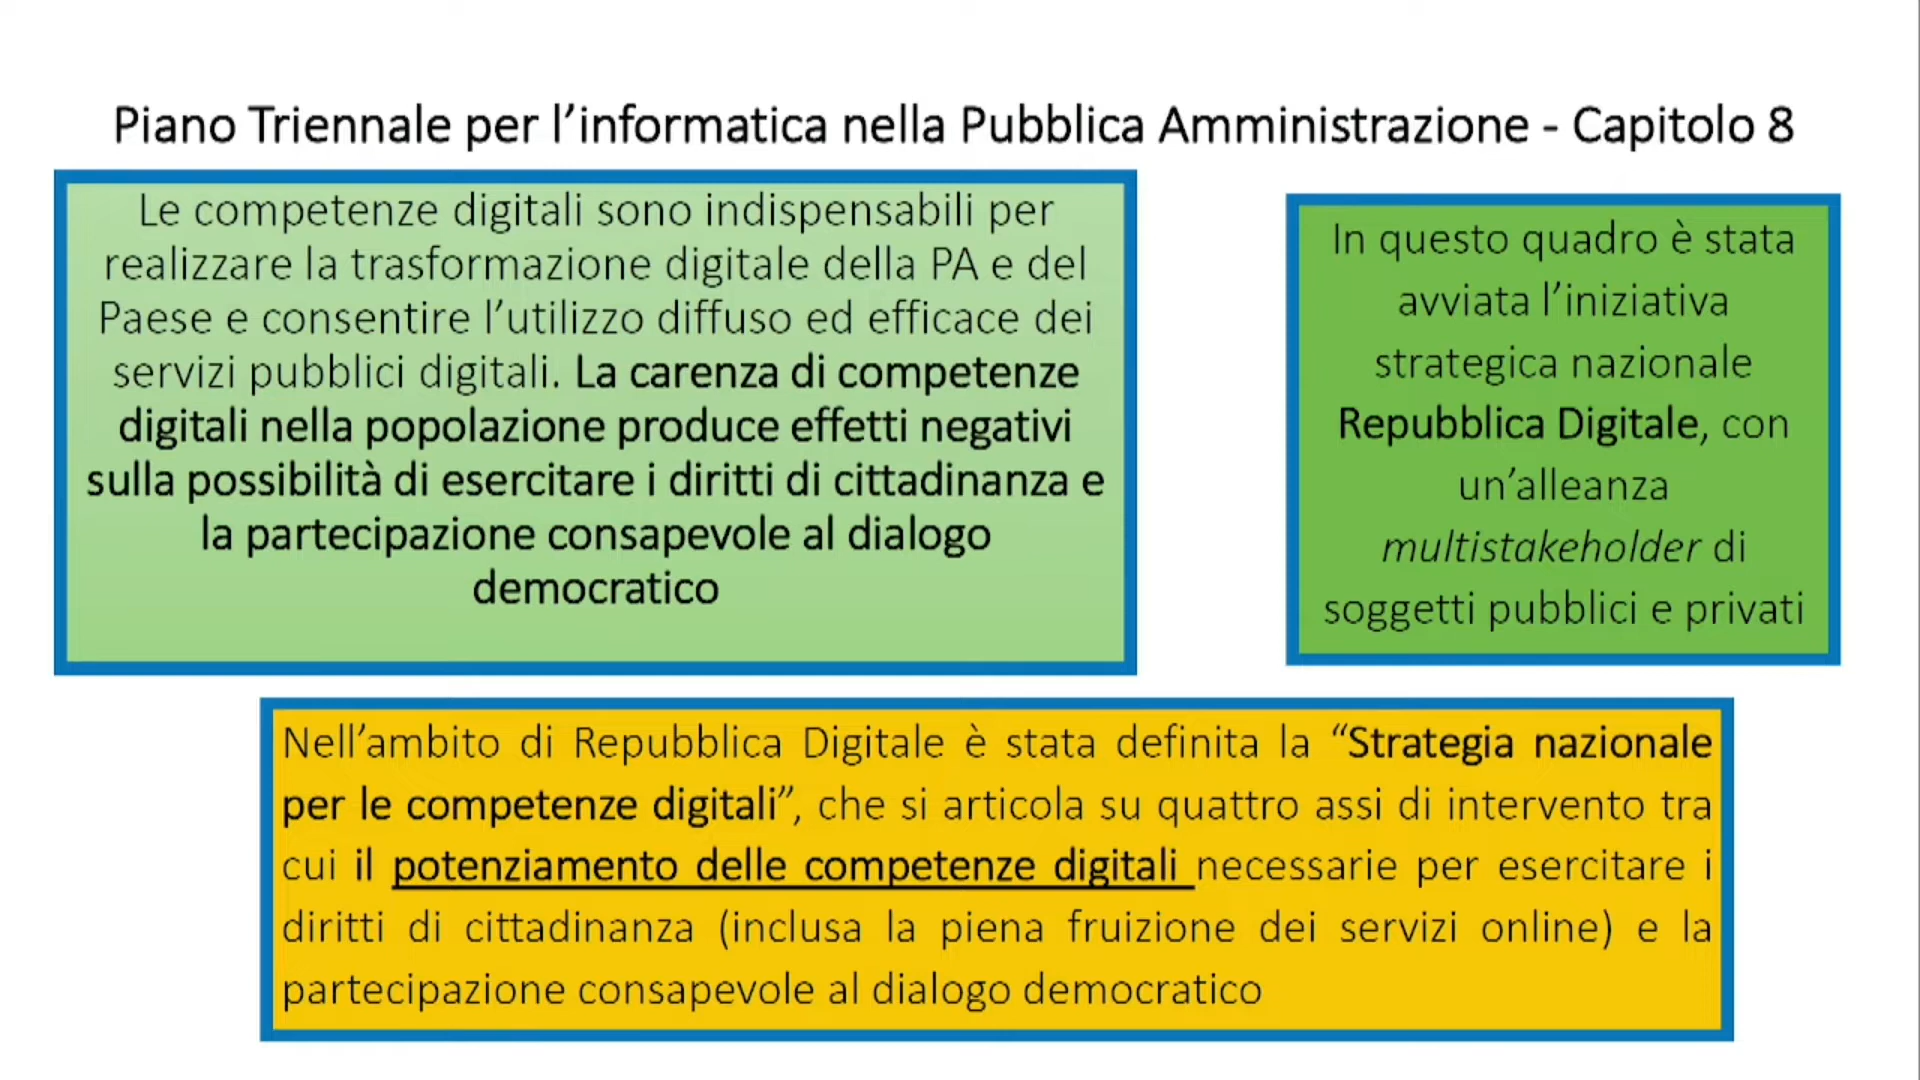 Piano Triennale per l’informatica nella Pubblica Amministrazione - Capitolo 8
Le competenze digitali sono indispensabili per
realizzare la trasformazione digitale della PA e del
Paese e consentire l’utilizzo diffuso ed efficace dei
servizi pubblici digitali. La carenza di competenze
digitali nella popolazione produce effetti negativi
sulla possibilità di esercitare i diritti di cittadinanza e
la partecipazione consapevole al dialogo
democratico
In questo quadro è stata
avviata l’iniziativa
strategica nazionale
Repubblica Digitale, con
un’alleanza
multistakeholder di
soggetti pubblici e privati
Nell’ambito di Repubblica Digitale è stata definita la “Strategia nazionale
per le competenze digitali”, che si articola su quattro assi di intervento tra
cui il potenziamento delle competenze digitali necessarie per esercitare i
diritti di cittadinanza (inclusa la piena fruizione dei servizi online) e la
partecipazione consapevole al dialogo democratico